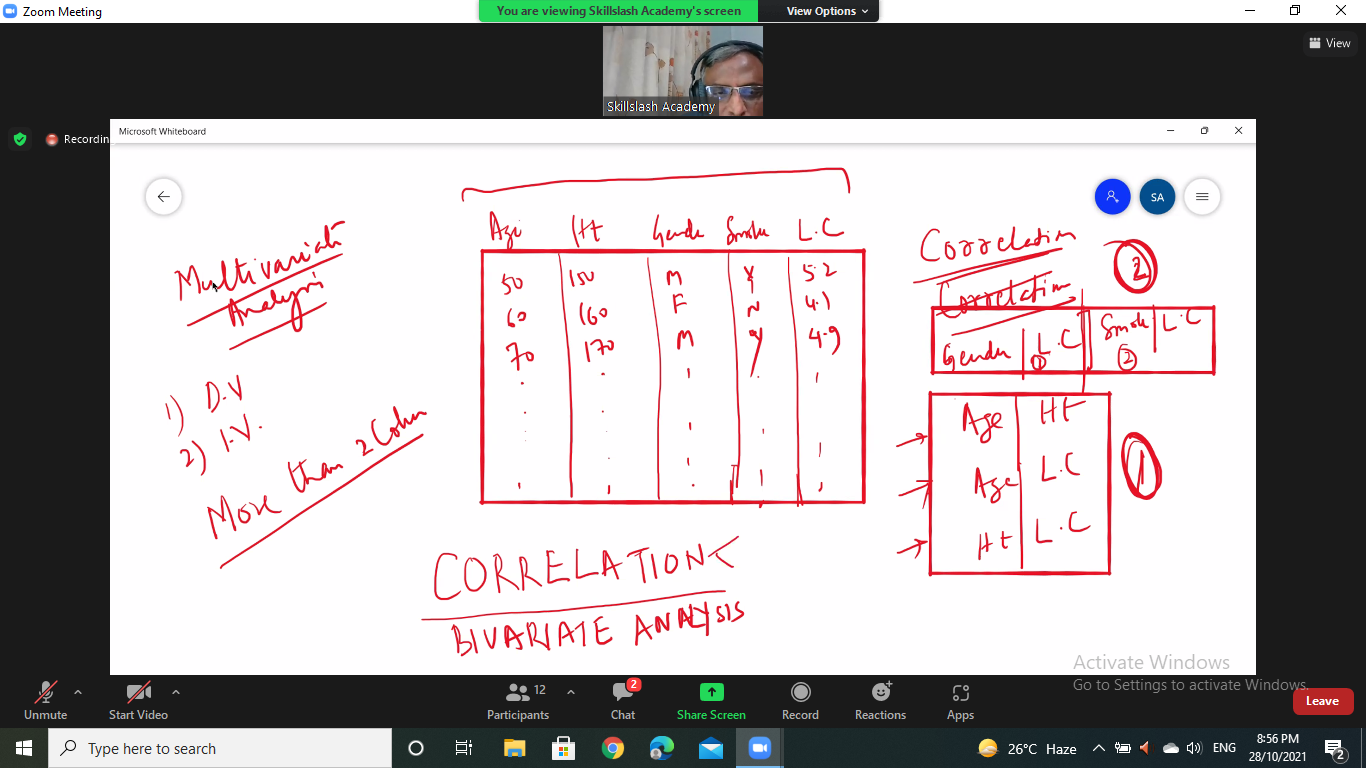 Zoom Meeting
You are viewing Skillslash Academy's screen
View Options
View
Skillslash Academy
Recording
Microsoft Whiteboard
SA
Multivariate
Analysis
1) D.V
2) I.V.
More than 2 Column
Age Ht Gender Smoke L.C
50 150 M Y 5.2
60 160 F N 4.1
70 170 M Y 4.9
CORRELATION
BIVARIATE ANALYSIS
Correlation 2
Correlation
Gender L.C 1 Smoke 2 L.C
Age Ht
Age L.C 1
Ht L.C
Activate Windows
Go to Settings to activate Windows.
Unmute
Start Video
Participants 12
Chat 2
Share Screen
Record
Reactions
Apps
Leave
Type here to search
26°C Haze
ENG
8:56 PM
28/10/2021
2